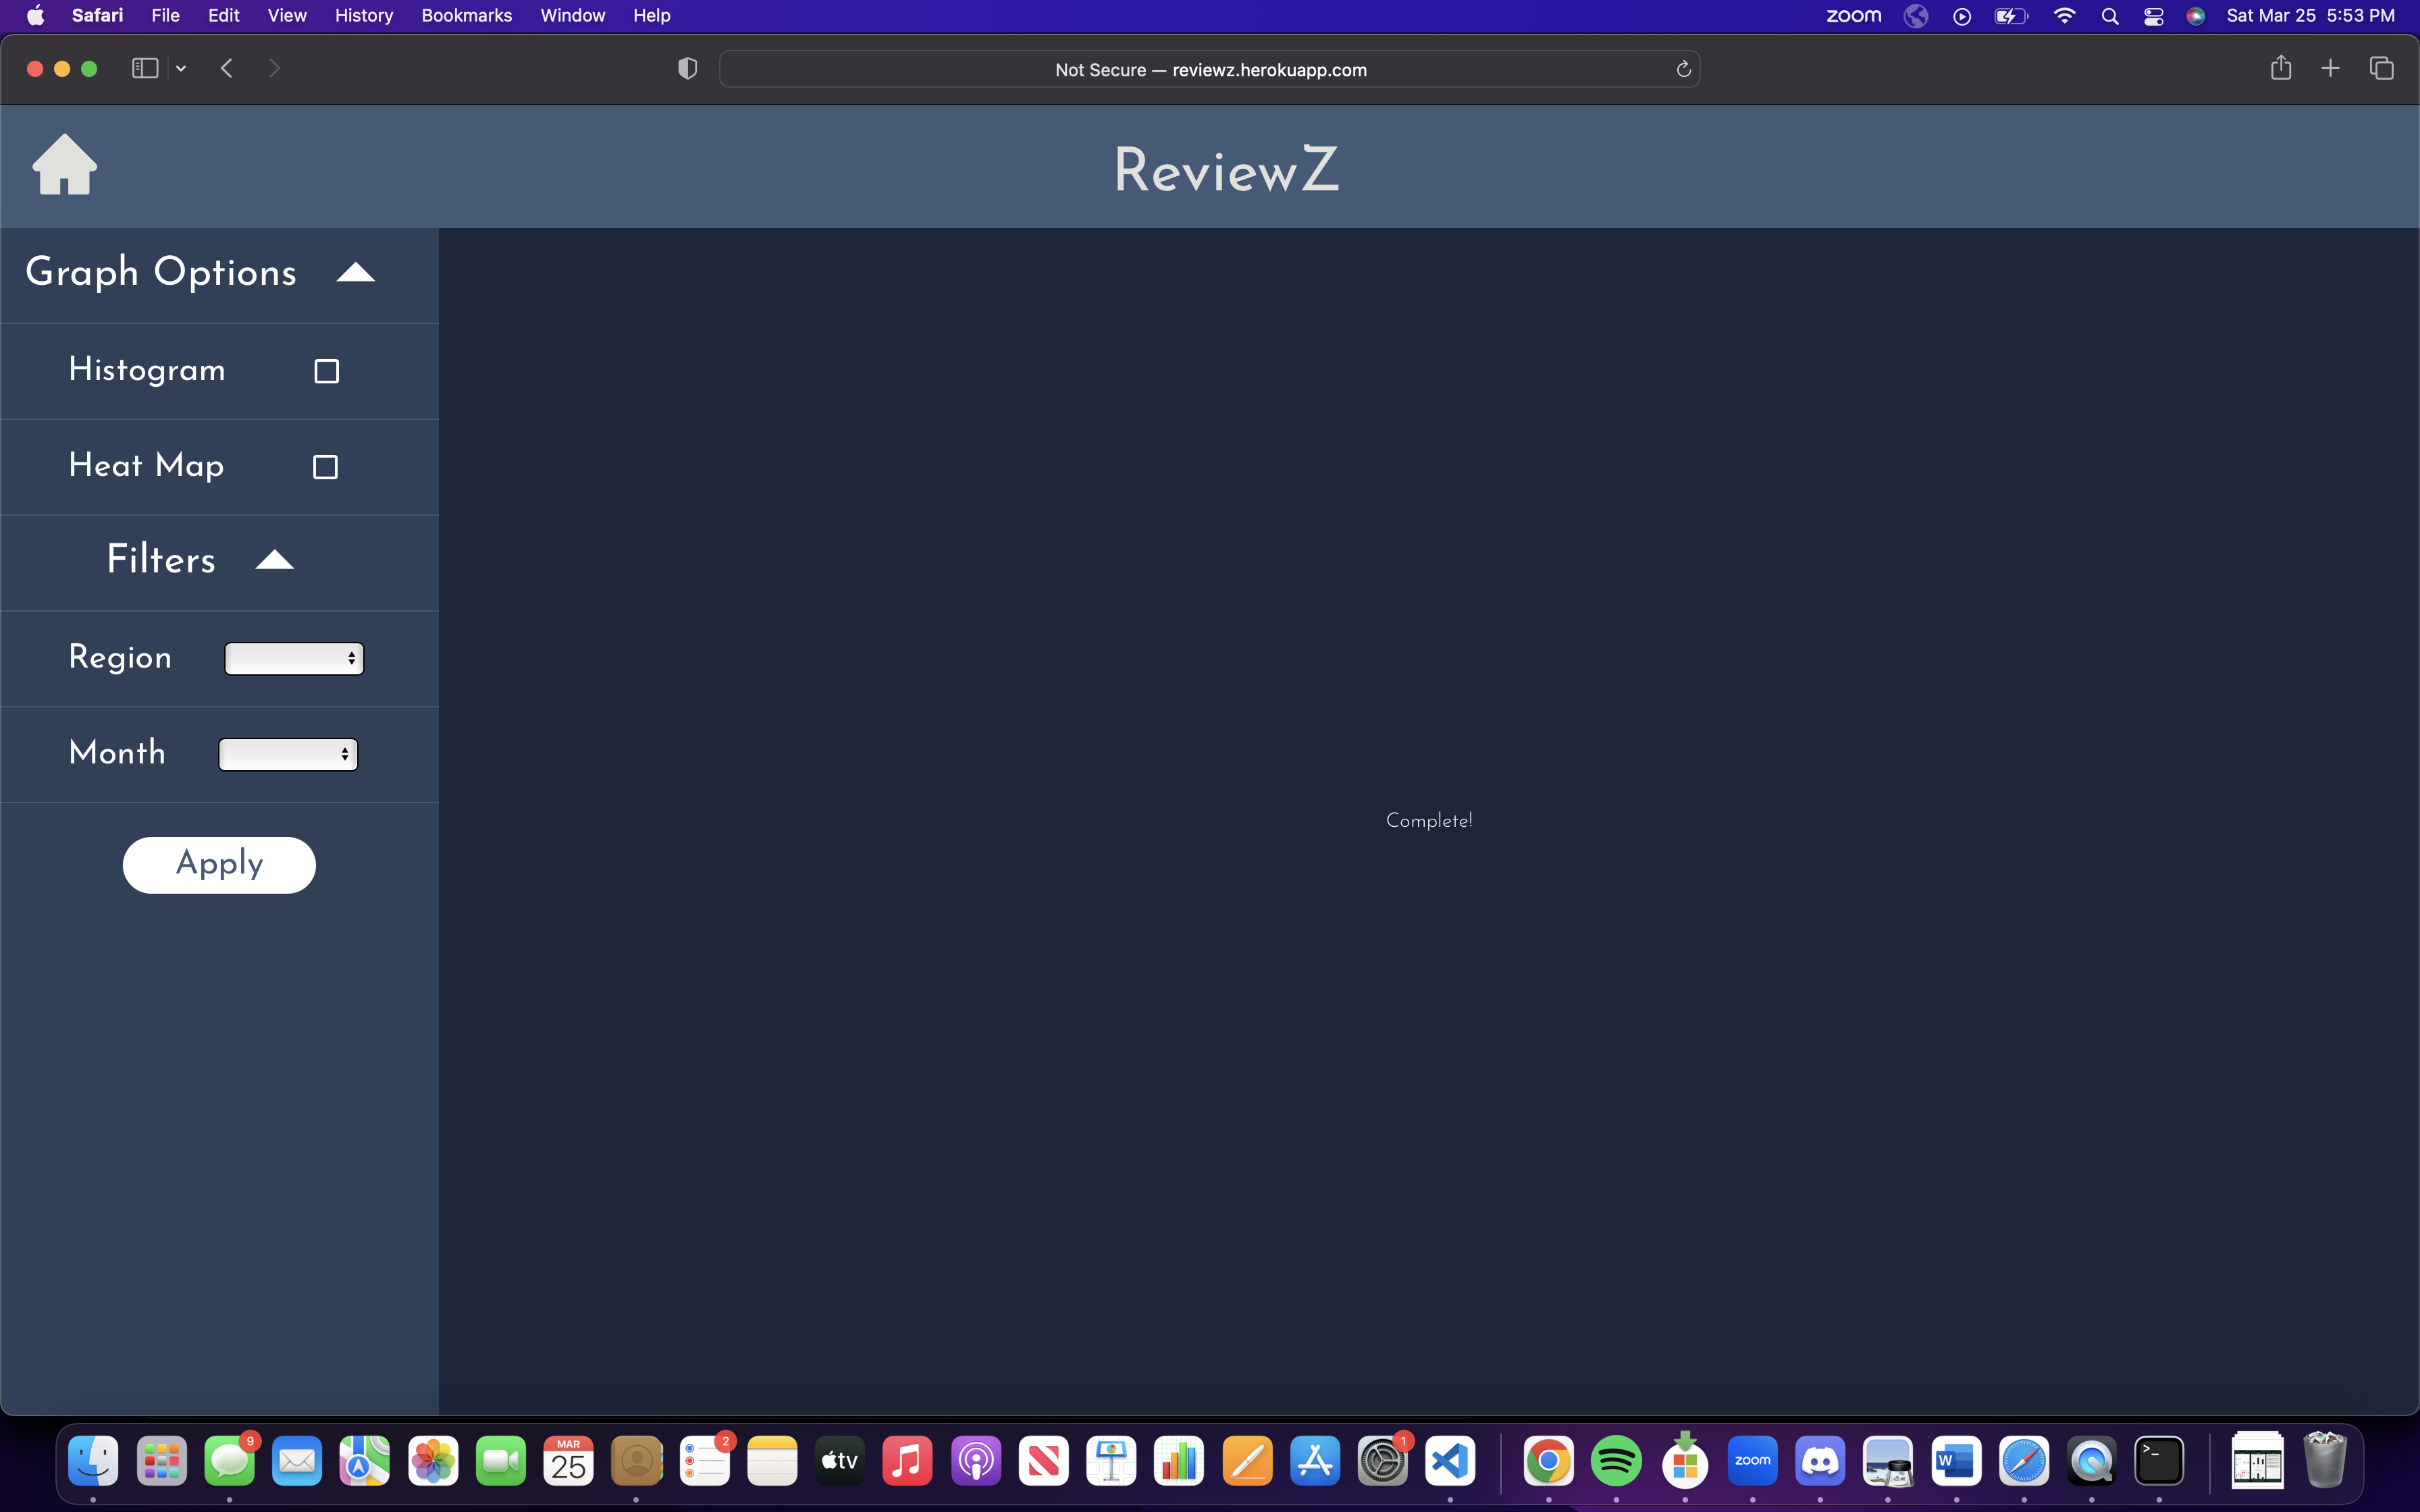 Safari File Edit View History Bookmarks Window Help
zoom Sat Mar 25 5:53 PM
Not Secure — reviewz.herokuapp.com
ReviewZ
Graph Options
Histogram
Heat Map
Filters
Region
Month
Complete!
Apply
9
MAR
25
2
tv
1
zoom
W
>_